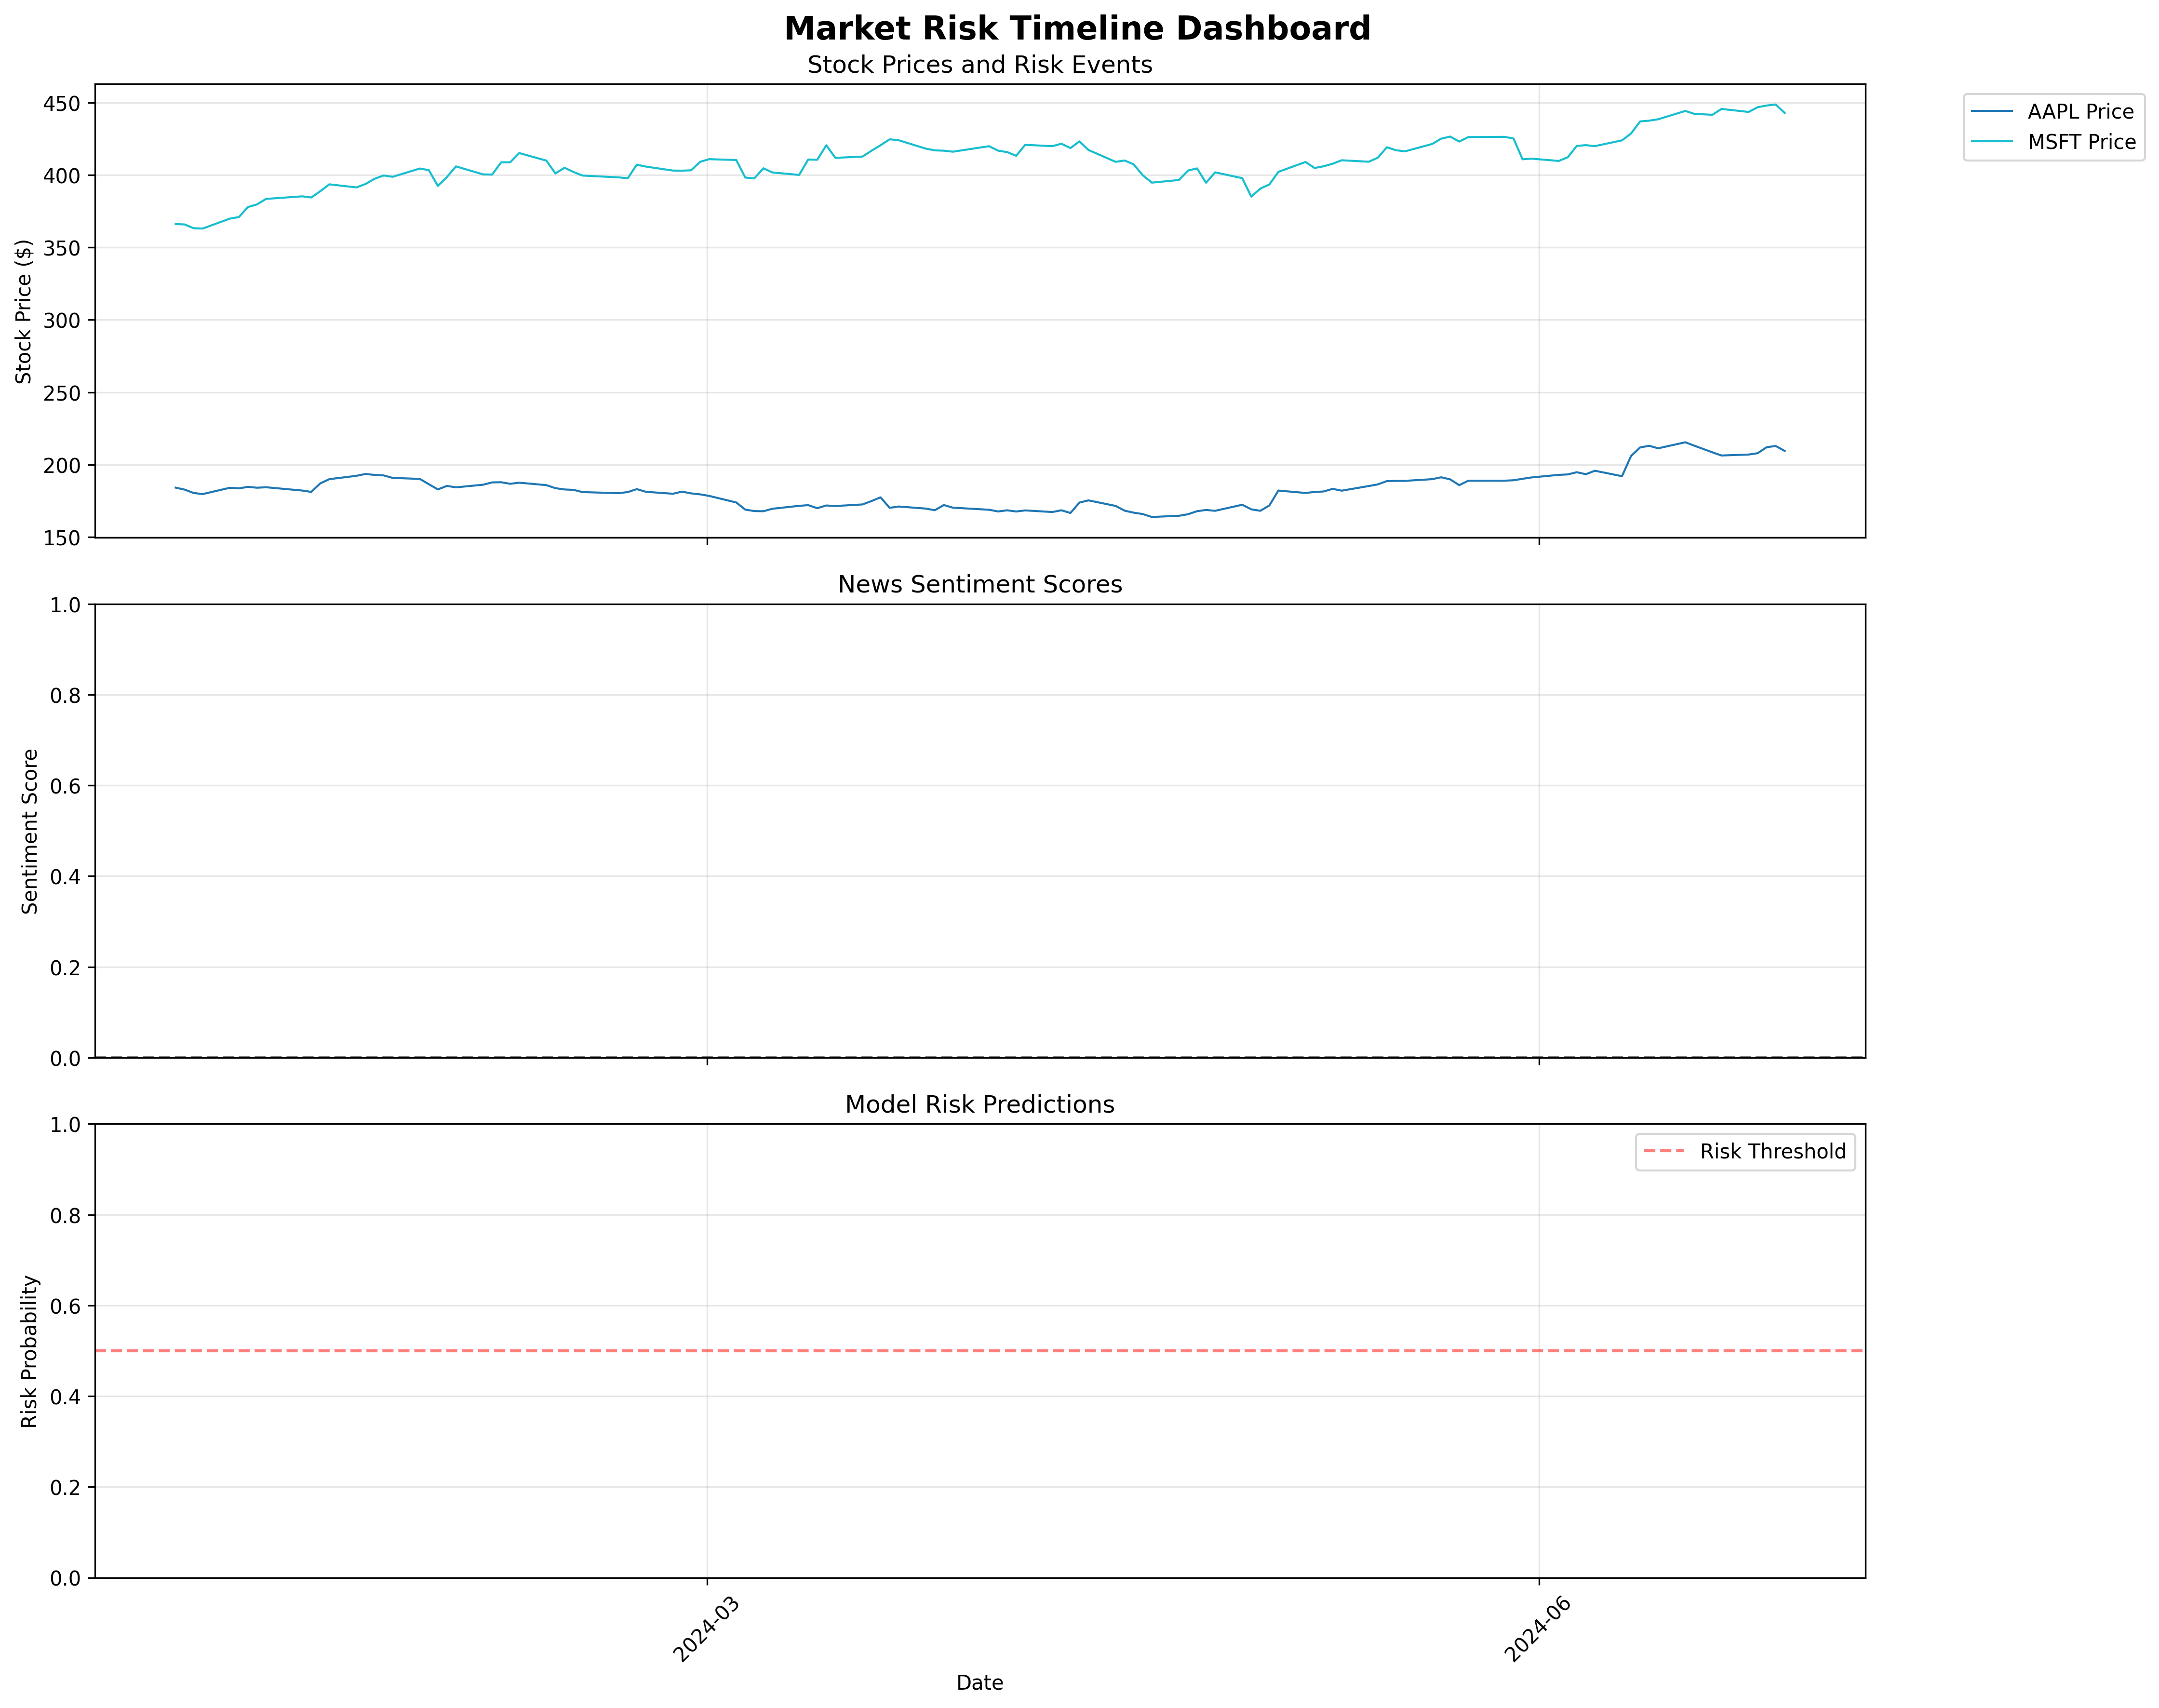 Market Risk Timeline Dashboard
Stock Prices and Risk Events
AAPL Price
MSFT Price
Stock Price ($)
450
400
350
300
250
200
150
News Sentiment Scores
Sentiment Score
1.0
0.8
0.6
0.4
0.2
0.0
Model Risk Predictions
Risk Threshold
Risk Probability
1.0
0.8
0.6
0.4
0.2
0.0
2024-03
2024-06
Date